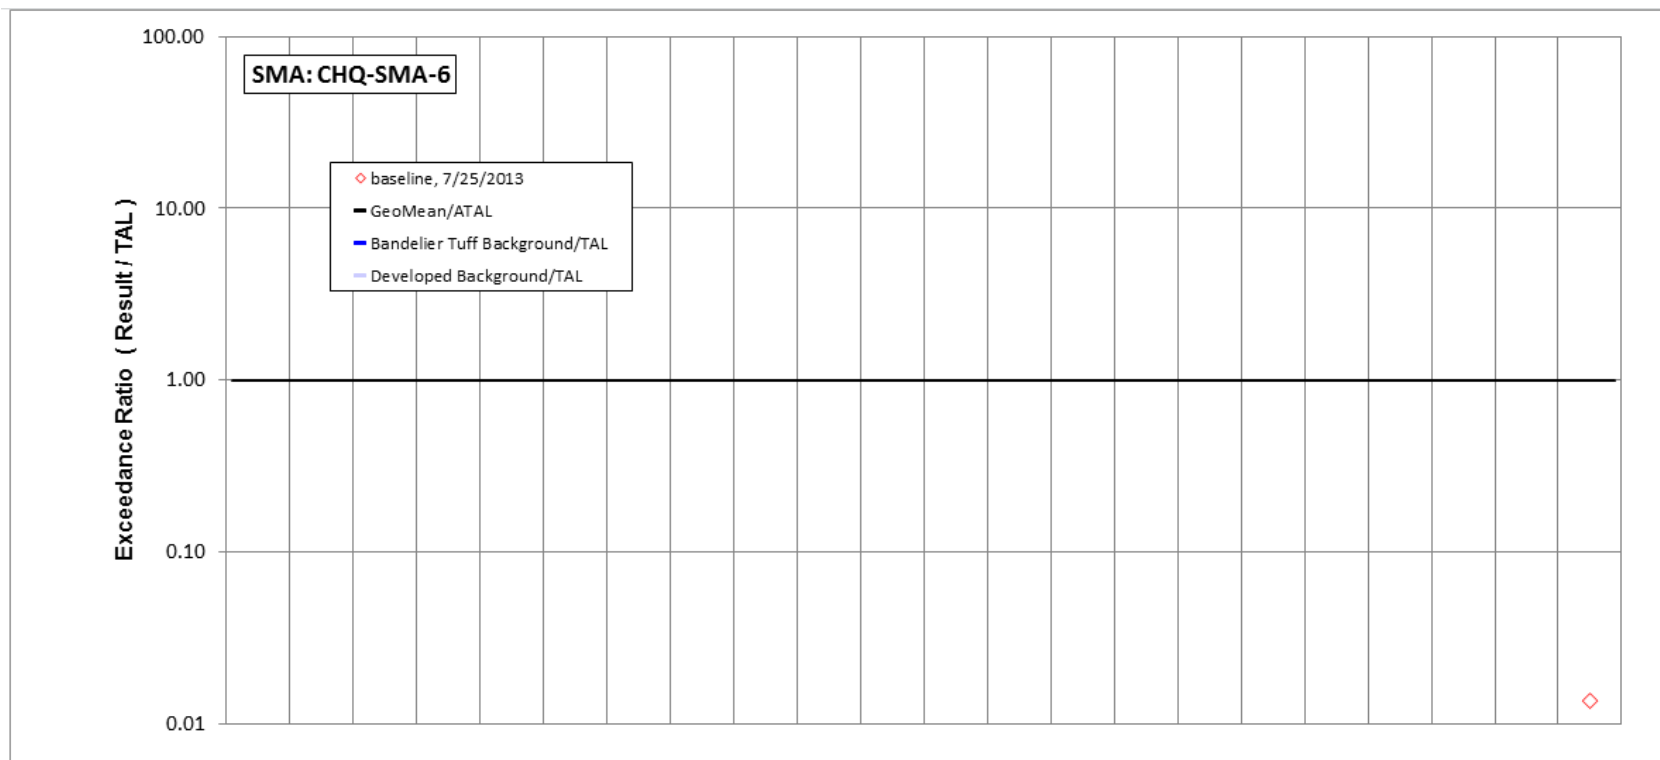 100.00
SMA: CHQ-SMA-6
baseline, 7/25/2013
10.00
GeoMean/ATAL
Bandelier Tuff Background/TAL
Developed Background/TAL
Exceedance Ratio ( Result / TAL )
1.00
0.10
0.01